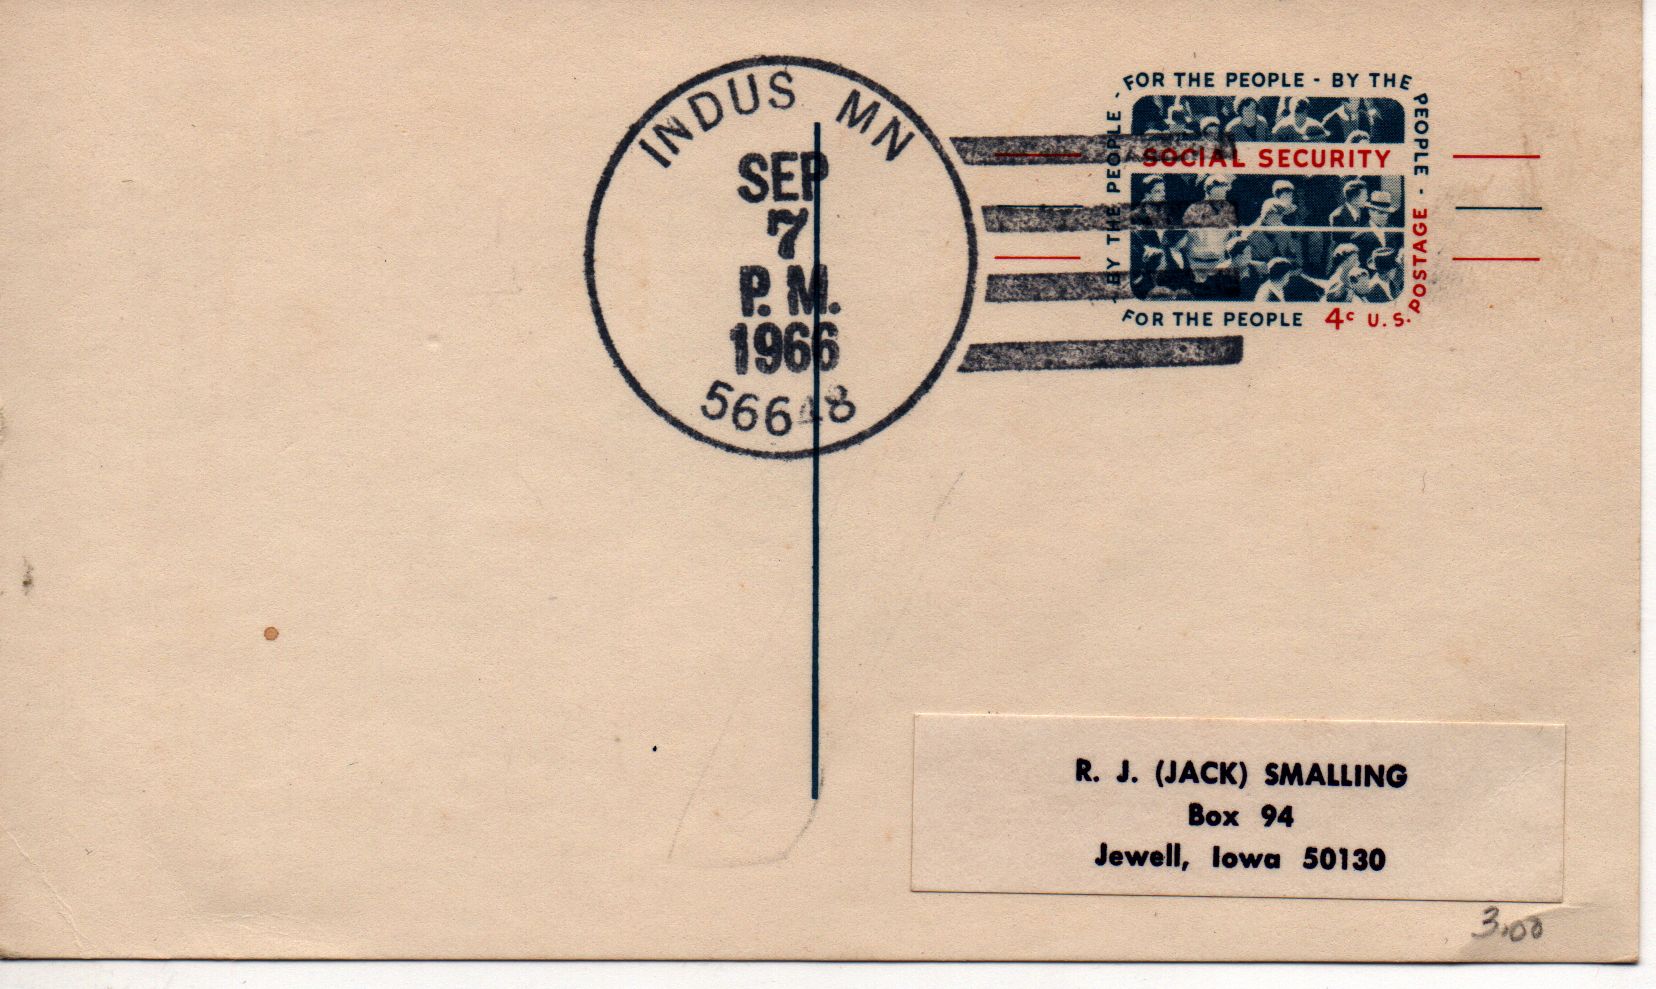 INDUS MN
SEP
7
P. M.
1966
56648
FOR THE PEOPLE - BY THE PEOPLE -
SOCIAL SECURITY
- BY THE PEOPLE -
FOR THE PEOPLE 4c U.S. POSTAGE
R. J. (JACK) SMALLING
Box 94
Jewell, Iowa 50130
3.00